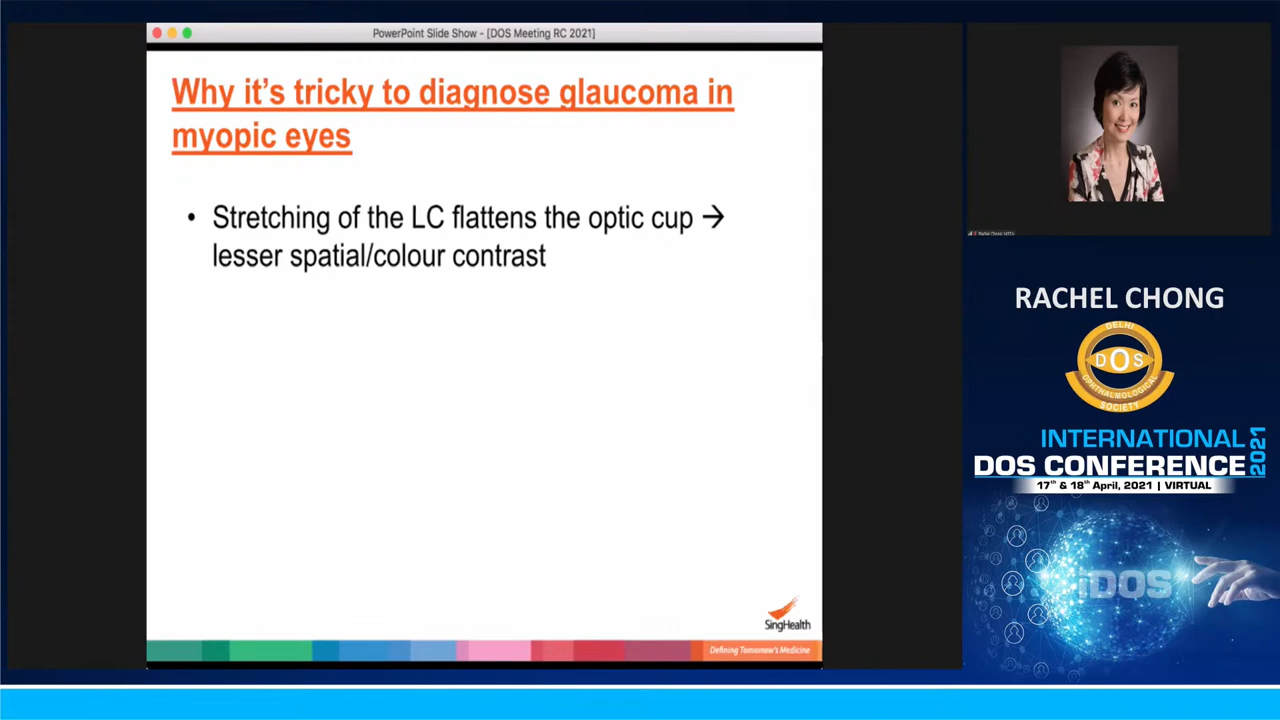 PowerPoint Slide Show - [DOS Meeting RC 2021]
Why it's tricky to diagnose glaucoma in
myopic eyes
• Stretching of the LC flattens the optic cup →
lesser spatial/colour contrast
SingHealth
Defining Tomorrow's Medicine
RACHEL CHONG
DELHI
DOS
OPHTHALMOLOGICAL
SOCIETY
INTERNATIONAL
DOS CONFERENCE
2021
17th & 18th April, 2021 | VIRTUAL
iDOS